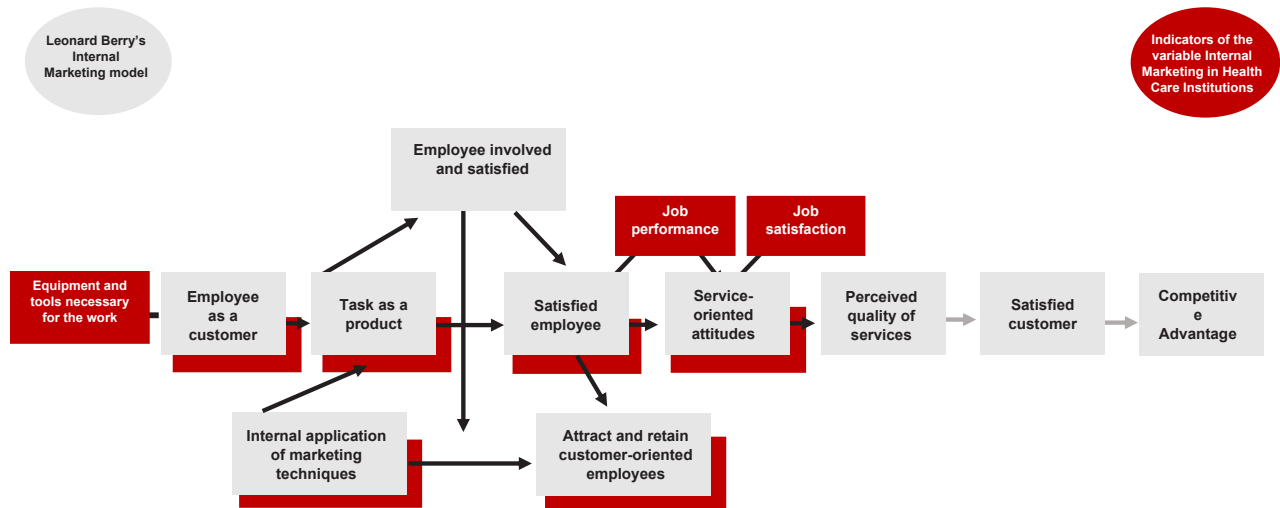 Leonard Berry's
Internal
Marketing model
Indicators of the
variable Internal
Marketing in Health
Care Institutions
Employee involved
and satisfied
Job
performance
Job
satisfaction
Equipment and
tools necessary
for the work
Employee
as a
customer
Task as a
product
Satisfied
employee
Service-
oriented
attitudes
Perceived
quality of
services
Satisfied
customer
Competitiv
e
Advantage
Internal application
of marketing
techniques
Attract and retain
customer-oriented
employees